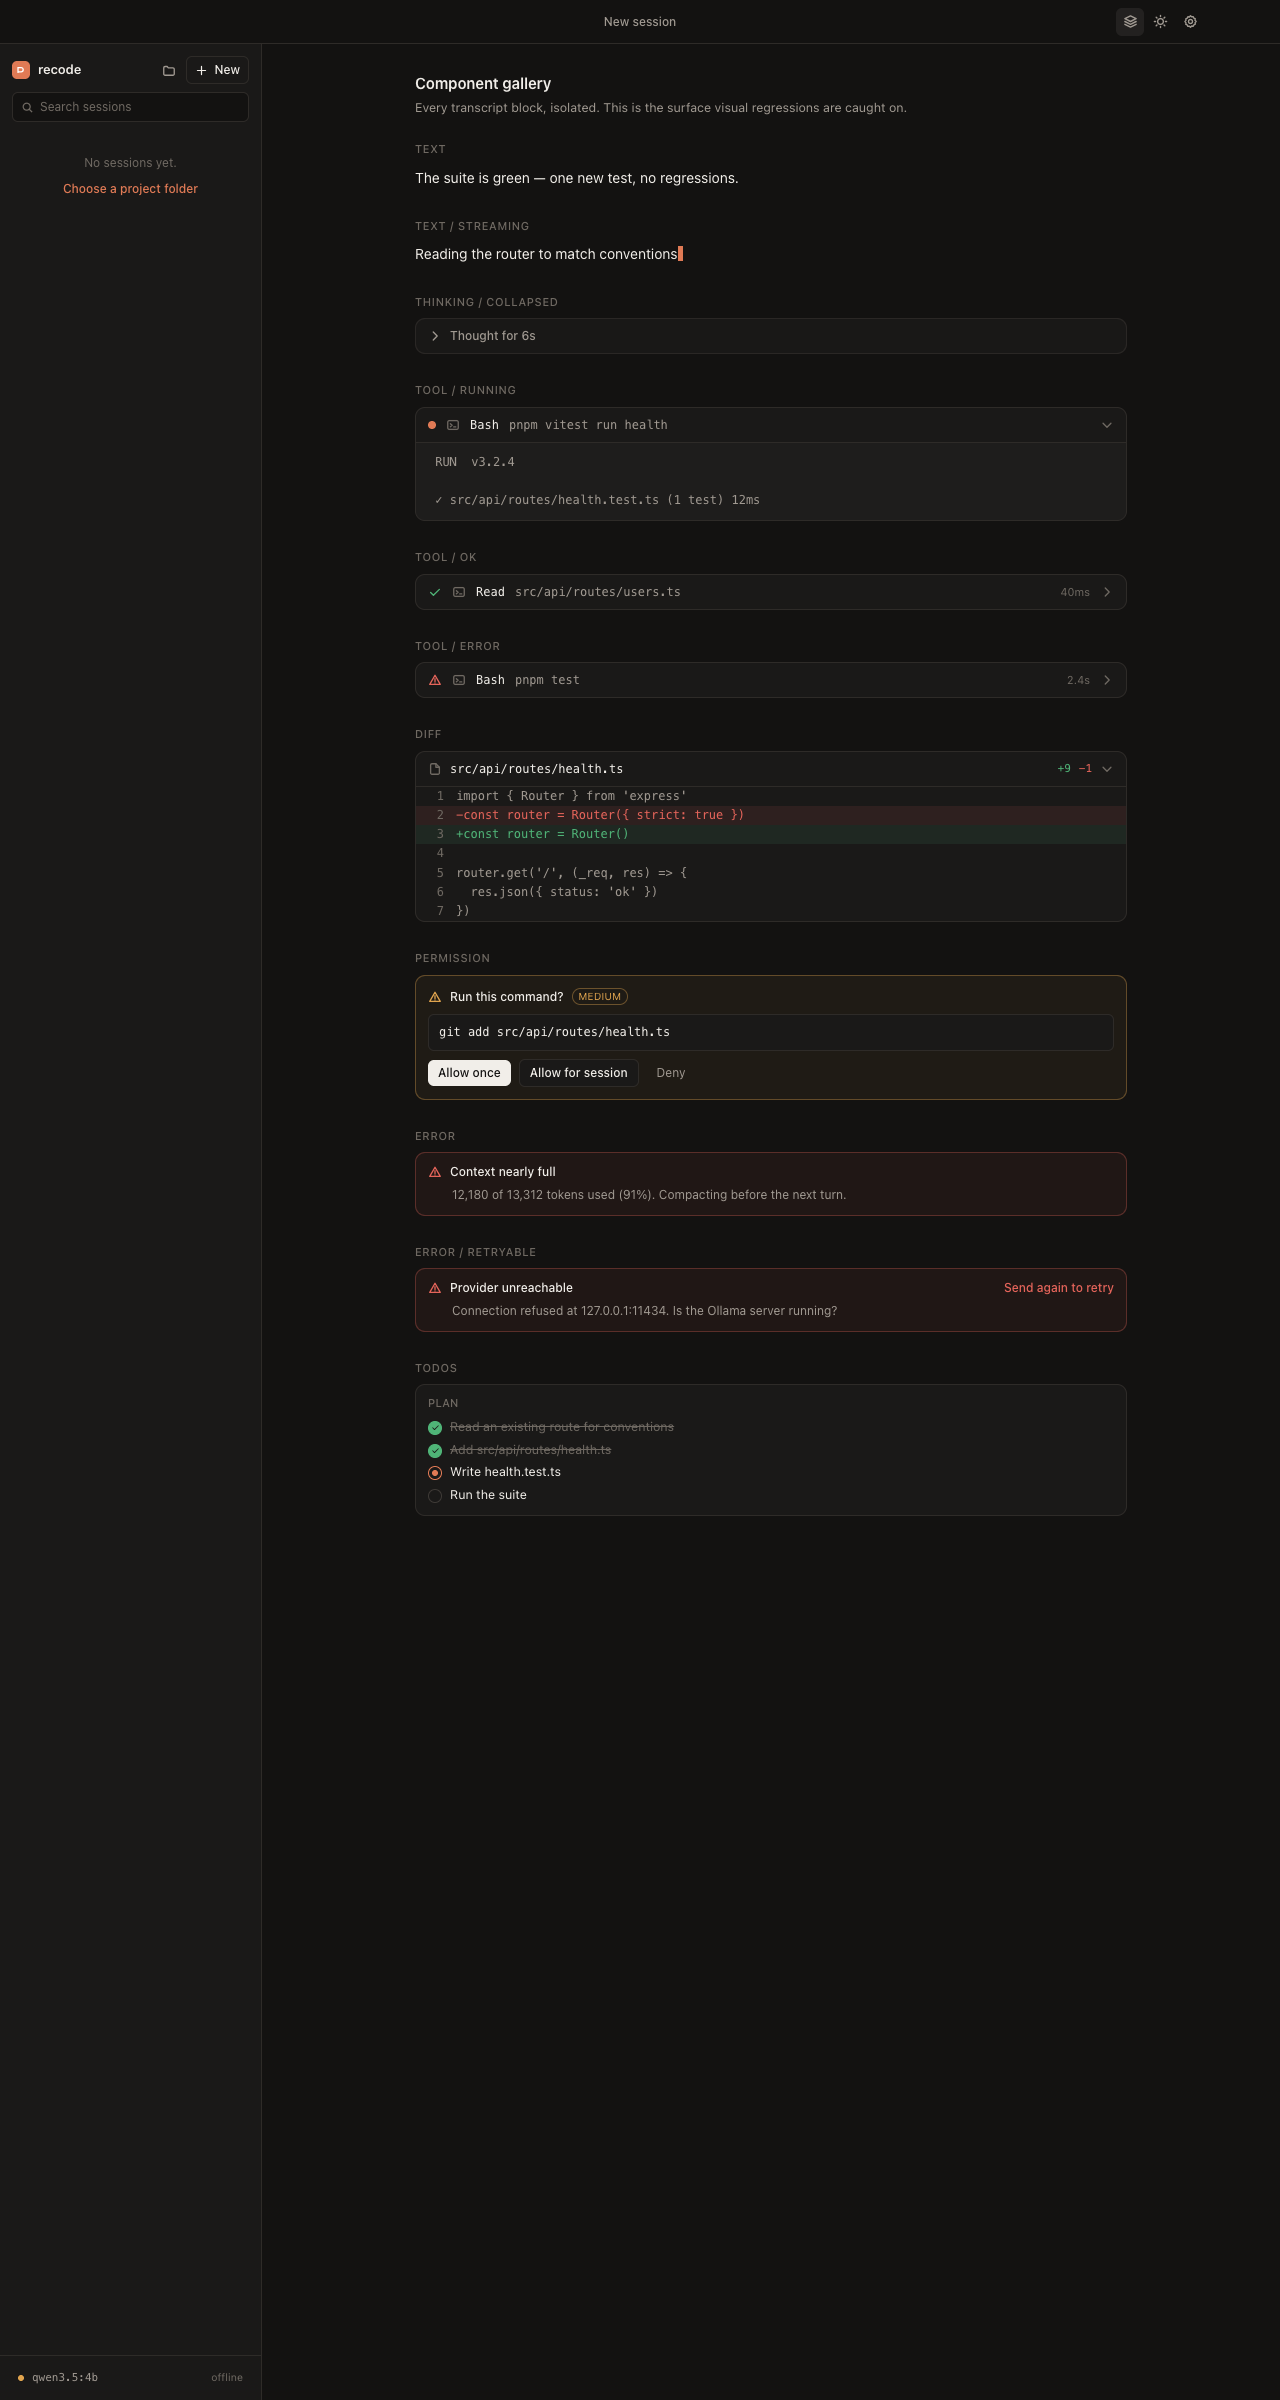 New session
recode
New
Search sessions
No sessions yet.
Choose a project folder
Component gallery
Every transcript block, isolated. This is the surface visual regressions are caught on.
TEXT
The suite is green — one new test, no regressions.
TEXT / STREAMING
Reading the router to match conventions
THINKING / COLLAPSED
Thought for 6s
TOOL / RUNNING
Bash pnpm vitest run health
RUN  v3.2.4
✓ src/api/routes/health.test.ts (1 test) 12ms
TOOL / OK
Read src/api/routes/users.ts 40ms
TOOL / ERROR
Bash pnpm test 2.4s
DIFF
src/api/routes/health.ts +9 −1
1 import { Router } from 'express'
2 −const router = Router({ strict: true })
3 +const router = Router()
4
5 router.get('/', (_req, res) => {
6   res.json({ status: 'ok' })
7 })
PERMISSION
Run this command? MEDIUM
git add src/api/routes/health.ts
Allow once Allow for session Deny
ERROR
Context nearly full
12,180 of 13,312 tokens used (91%). Compacting before the next turn.
ERROR / RETRYABLE
Provider unreachable Send again to retry
Connection refused at 127.0.0.1:11434. Is the Ollama server running?
TODOS
PLAN
Read an existing route for conventions
Add src/api/routes/health.ts
Write health.test.ts
Run the suite
qwen3.5:4b offline